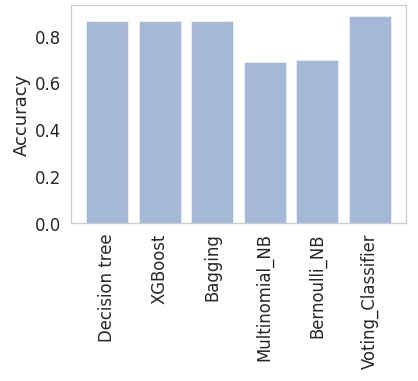 Accuracy
0.8
0.6
0.4
0.2
0.0
Decision tree
XGBoost
Bagging
Multinomial_NB
Bernoulli_NB
Voting_Classifier